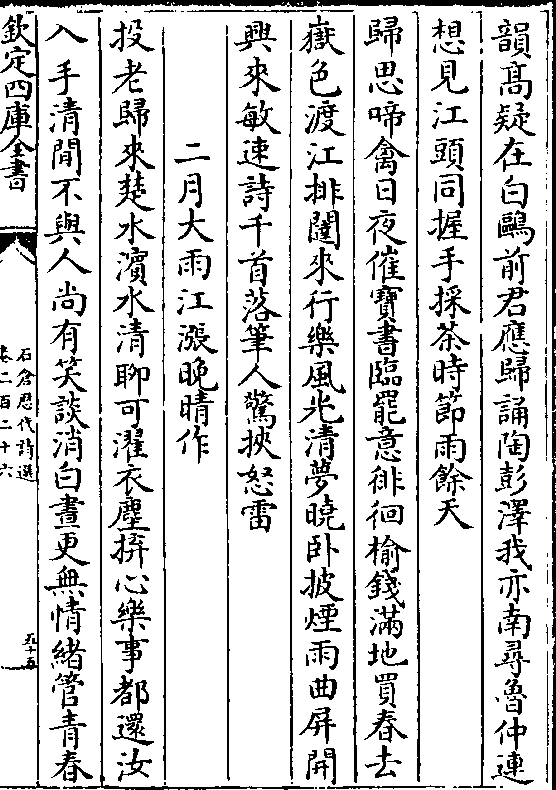 韻髙疑在白鷗前君應歸誦陶彭澤我亦南尋魯仲連
想見江頭同握手採茶時節雨餘天
歸思啼禽日夜催寶書臨罷意徘徊榆錢滿地買春去
嶽色渡江排闥來行樂風光清夢曉卧披煙雨曲屏開
興來敏速詩千首落筆人驚挾怒雷
二月大雨江漲晚晴作
投老歸來楚水濆水清聊可濯衣塵拚心樂事都還汝
入手清閒不與人尚有笑談消白晝更無情緒管青春
欽定四庫全書
石倉歷代詩選
卷二百二十六
五十五